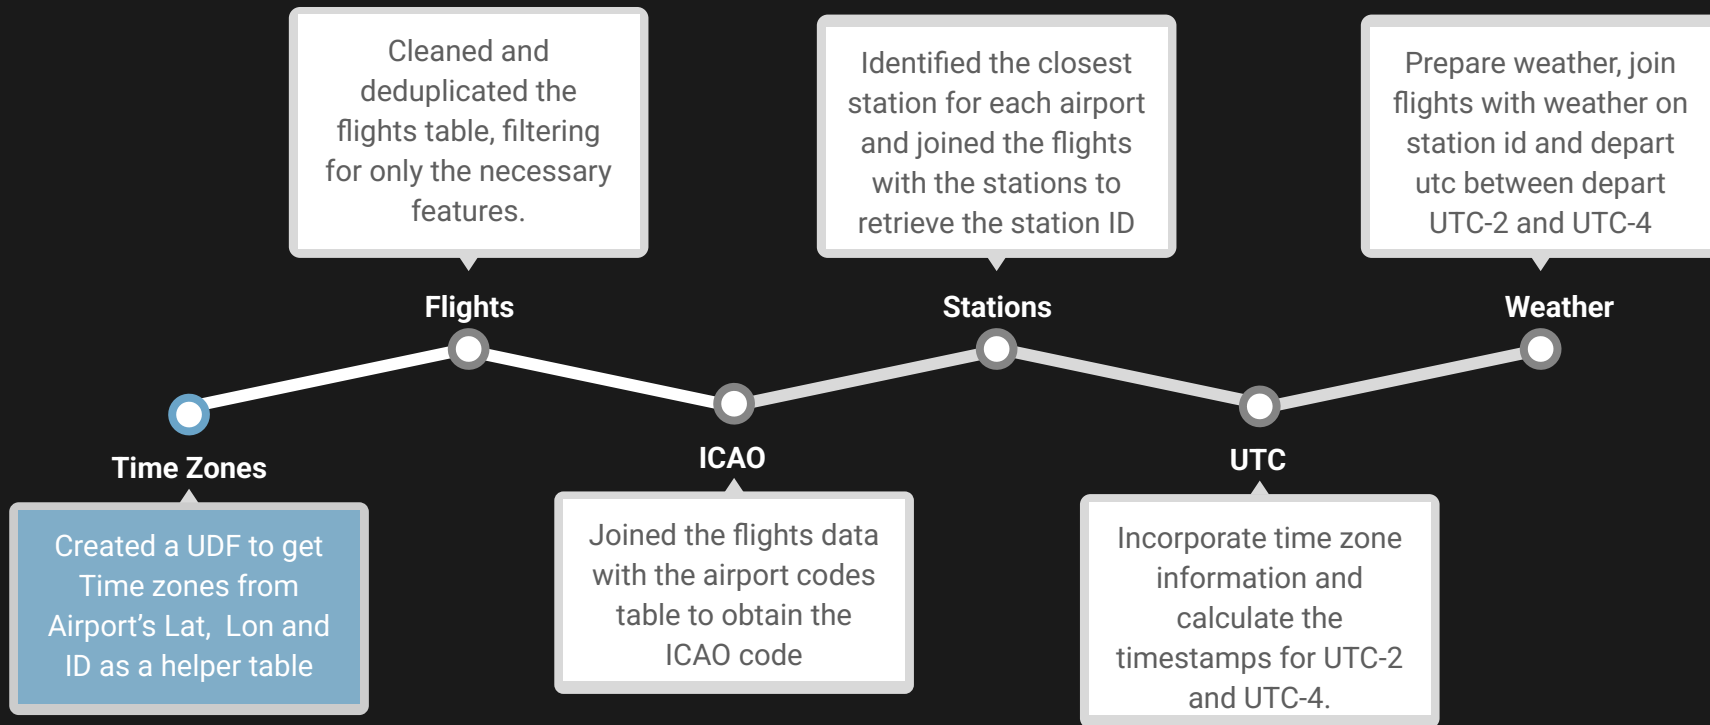 Cleaned and
deduplicated the
flights table, filtering
for only the necessary
features.
Flights
Identified the closest
station for each airport
and joined the flights
with the stations to
retrieve the station ID
Stations
Prepare weather, join
flights with weather on
station id and depart
utc between depart
UTC-2 and UTC-4
Weather
Time Zones
Created a UDF to get
Time zones from
Airport’s Lat,  Lon and
ID as a helper table
ICAO
Joined the flights data
with the airport codes
table to obtain the
ICAO code
UTC
Incorporate time zone
information and
calculate the
timestamps for UTC-2
and UTC-4.